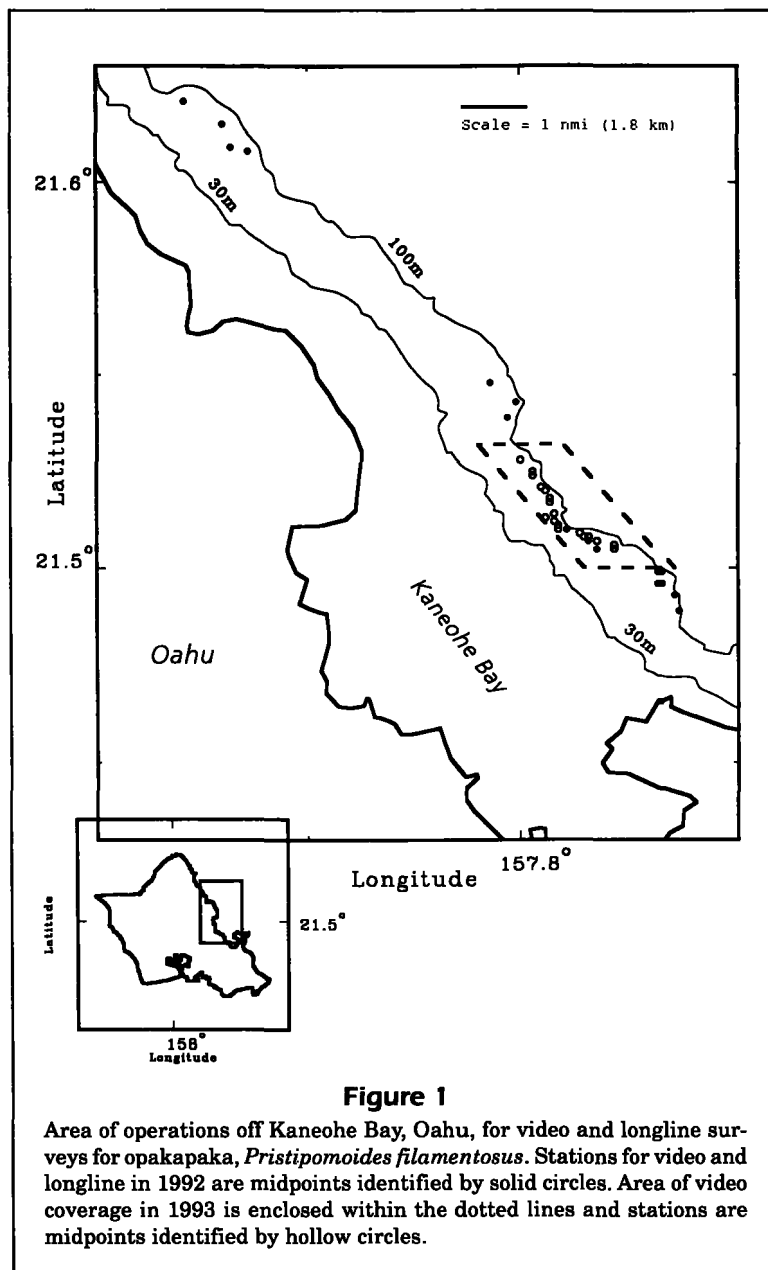 Scale = 1 nmi (1.8 km)
21.6°
30m
100m
Latitude
21.5°
Kaneohe Bay
30m
Oahu
157.8°
Longitude
Latitude
21.5°
158°
Longitude
Figure 1
Area of operations off Kaneohe Bay, Oahu, for video and longline sur-
veys for opakapaka, Pristipomoides filamentosus. Stations for video and
longline in 1992 are midpoints identified by solid circles. Area of video
coverage in 1993 is enclosed within the dotted lines and stations are
midpoints identified by hollow circles.